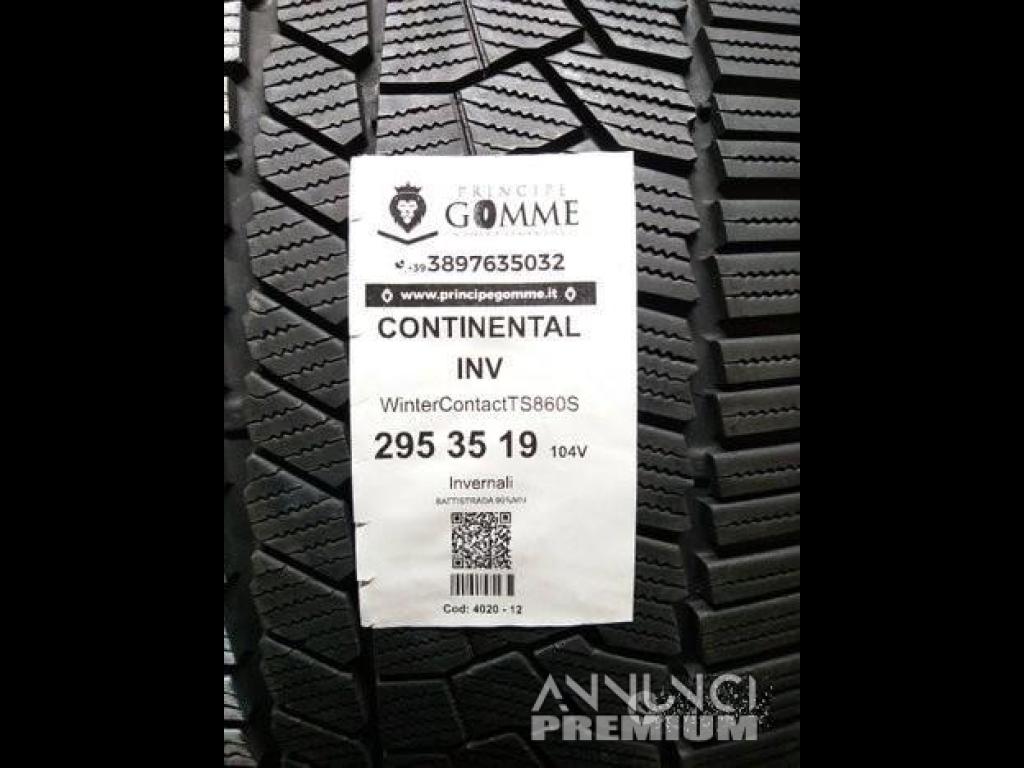 PRINCIPE
GOMME
+39 3897635032
www.principegomme.it
CONTINENTAL
INV
WinterContactTS860S
295 35 19 104V
Invernali
BATTISTRADA
Cod: 4020 - 12
ANNUNCI
PREMIUM